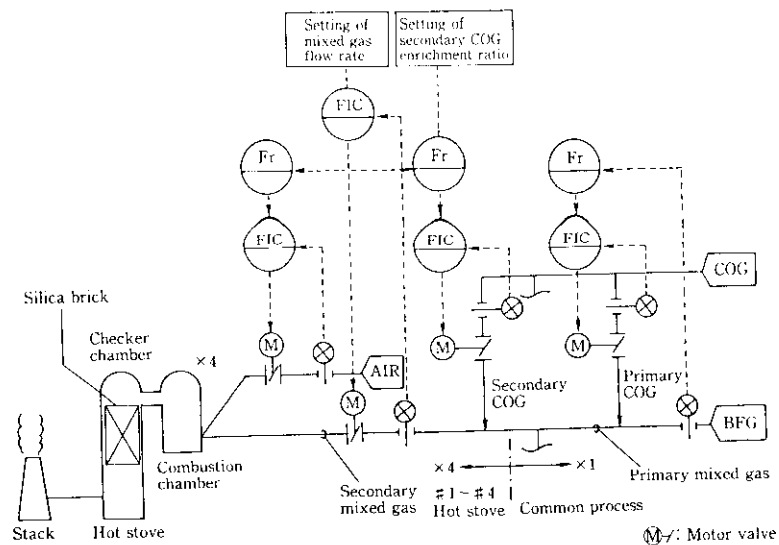 Setting of
mixed gas
flow rate
Setting of
secondary COG
enrichment ratio
FIC
Fr
Fr
Fr
FIC
FIC
FIC
COG
Silica brick
Checker
chamber
×4
M
AIR
M
M
M
Secondary
COG
Primary
COG
BFG
Combustion
chamber
Secondary
mixed gas
×4
×1
#1~#4
Hot stove
Common process
Primary mixed gas
Stack
Hot stove
M : Motor valve